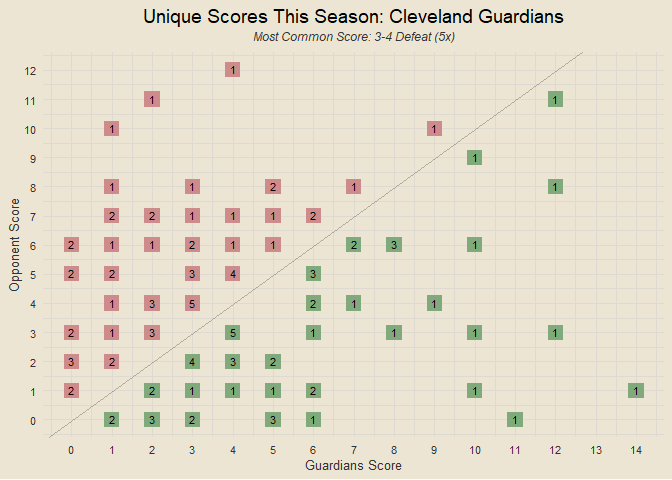 Unique Scores This Season: Cleveland Guardians
Most Common Score: 3-4 Defeat (5x)
12 1
11 1 1 1
10 1 1
9 1
8 1 1 2 1 1
7 2 2 1 1 1 2
6 2 1 1 2 1 1 2 3 1
5 2 2 3 4 3
4 1 3 5 2 1 1
3 2 1 3 5 1 1 1 1
2 3 2 4 3 2
1 2 2 1 1 1 2 1 1
0 2 3 2 3 1 1
Opponent Score
0 1 2 3 4 5 6 7 8 9 10 11 12 13 14
Guardians Score